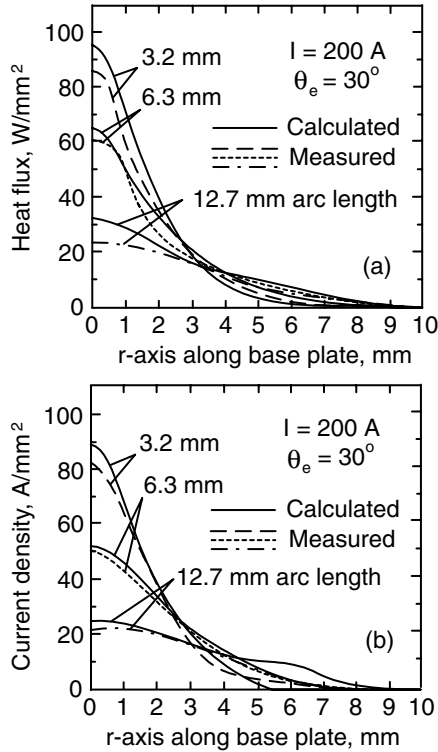 100
80
60
40
20
0
Heat flux, W/mm²
3.2 mm
6.3 mm
12.7 mm arc length
I = 200 A
θe = 30°
Calculated
Measured
(a)
0 1 2 3 4 5 6 7 8 9 10
r-axis along base plate, mm
100
80
60
40
20
0
Current density, A/mm²
3.2 mm
6.3 mm
12.7 mm arc length
I = 200 A
θe = 30°
Calculated
Measured
(b)
0 1 2 3 4 5 6 7 8 9 10
r-axis along base plate, mm